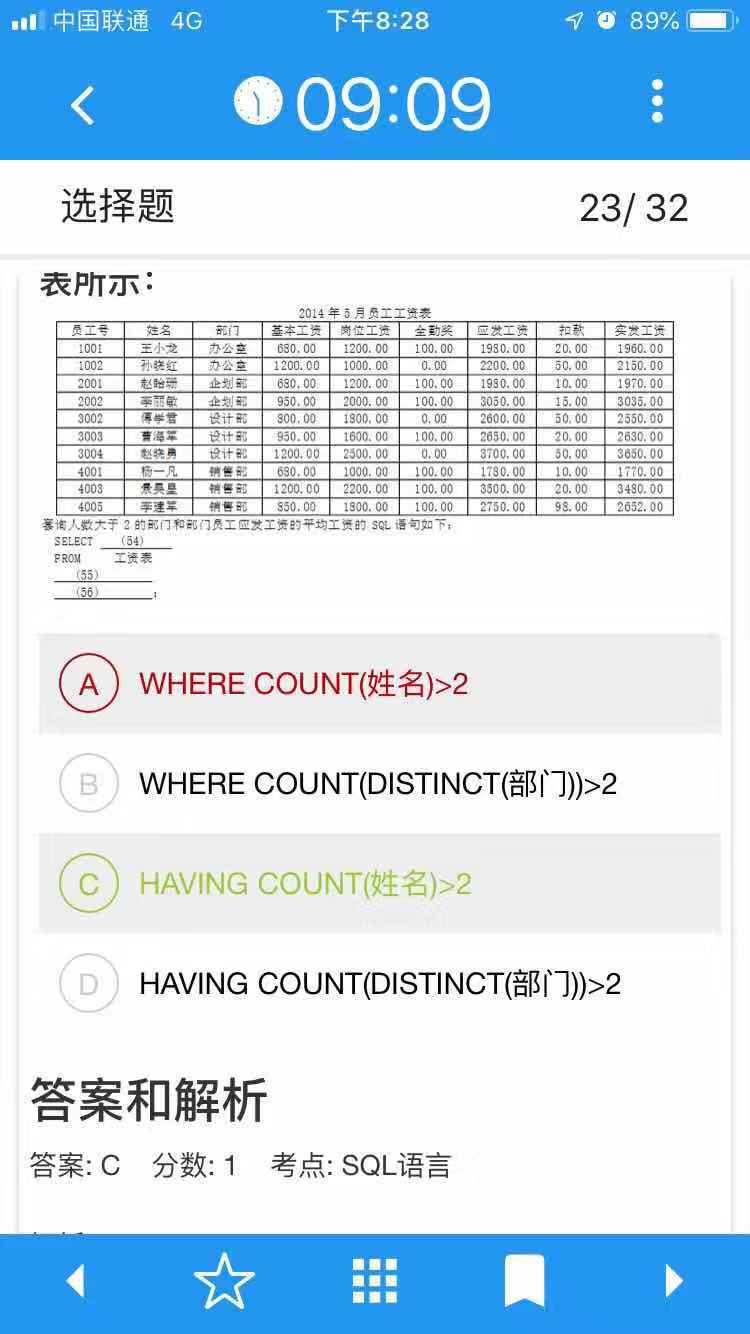 中国联通 4G 下午8:28 89%
09:09
选择题 23/ 32
表所示：
2014 年 5 月员工工资表
员工号 姓名 部门 基本工资 岗位工资 全勤奖 应发工资 扣款 实发工资
1001 王小龙 办公室 680.00 1200.00 100.00 1980.00 20.00 1960.00
1002 孙晓红 办公室 1200.00 1000.00 0.00 2200.00 50.00 2150.00
2001 赵眙珊 企划部 680.00 1200.00 100.00 1980.00 10.00 1970.00
2002 李丽敏 企划部 950.00 2000.00 100.00 3050.00 15.00 3035.00
3002 傅学君 设计部 800.00 1800.00 0.00 2600.00 50.00 2550.00
3003 曹海军 设计部 950.00 1600.00 100.00 2650.00 20.00 2630.00
3004 赵晓勇 设计部 1200.00 2500.00 0.00 3700.00 50.00 3650.00
4001 杨一凡 销售部 680.00 1000.00 100.00 1780.00 10.00 1770.00
4003 景昊星 销售部 1200.00 2200.00 100.00 3500.00 20.00 3480.00
4005 李建军 销售部 850.00 1800.00 100.00 2750.00 98.00 2652.00
查询人数大于 2 的部门和部门员工应发工资的平均工资的 SQL 语句如下：
SELECT (54)
FROM 工资表
(55)
(56) ；
A WHERE COUNT(姓名)>2
B WHERE COUNT(DISTINCT(部门))>2
C HAVING COUNT(姓名)>2
D HAVING COUNT(DISTINCT(部门))>2
答案和解析
答案: C 分数: 1 考点: SQL语言